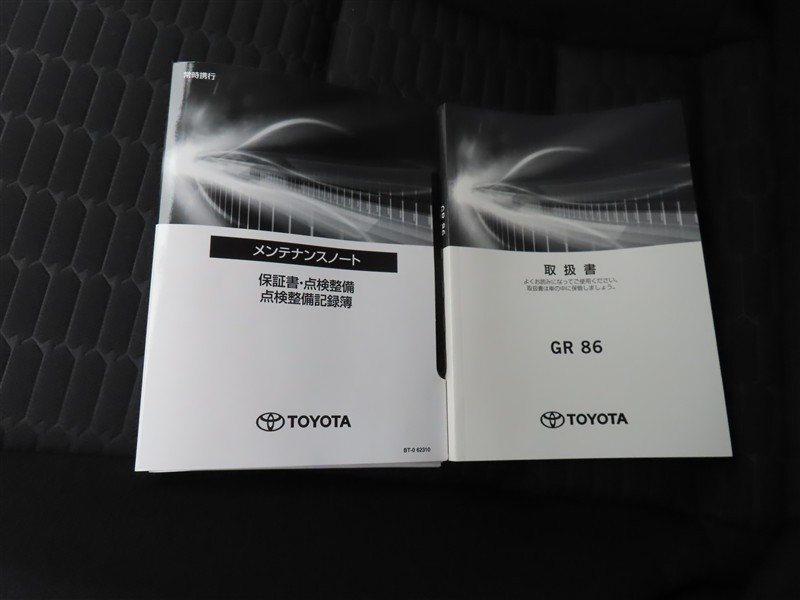 常時携行
メンテナンスノート
保証書・点検整備
点検整備記録簿
TOYOTA
BT-0 62310
GR 86
取扱書
よくお読みになってご使用ください。
取扱書は車の中に保管しましょう。
GR 86
TOYOTA